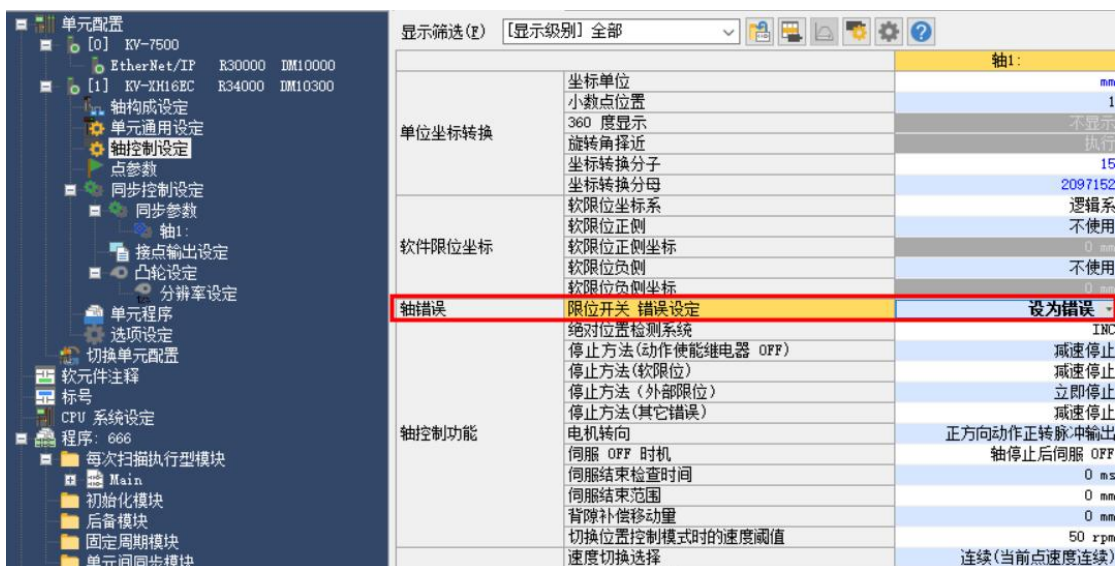 单元配置
[0] KV-7500
EtherNet/IP R30000 DM10000
[1] KV-XH16EC R34000 DM10300
轴构成设定
单元通用设定
轴控制设定
点参数
同步控制设定
同步参数
轴1:
接点输出设定
凸轮设定
分辨率设定
单元程序
选项设定
切换单元配置
软元件注释
标号
CPU 系统设定
程序: 666
每次扫描执行型模块
Main
初始化模块
后备模块
固定周期模块
单元间同步模块
显示筛选(F) [显示级别] 全部
轴1:
单位坐标转换
坐标单位 mm
小数点位置 1
360 度显示 不显示
旋转角择近 执行
坐标转换分子 15
坐标转换分母 2097152
软件限位坐标
软限位坐标系 逻辑系
软限位正侧 不使用
软限位正侧坐标 0 mm
软限位负侧 不使用
软限位负侧坐标 0 mm
轴错误 限位开关 错误设定 设为错误
轴控制功能
绝对位置检测系统 INC
停止方法(动作使能继电器 OFF) 减速停止
停止方法(软限位) 减速停止
停止方法（外部限位） 立即停止
停止方法(其它错误) 减速停止
电机转向 正方向动作正转脉冲输出
伺服 OFF 时机 轴停止后伺服 OFF
伺服结束检查时间 0 ms
伺服结束范围 0 mm
背隙补偿移动量 0 mm
切换位置控制模式时的速度阈值 50 rpm
速度切换选择 连续(当前点速度连续)